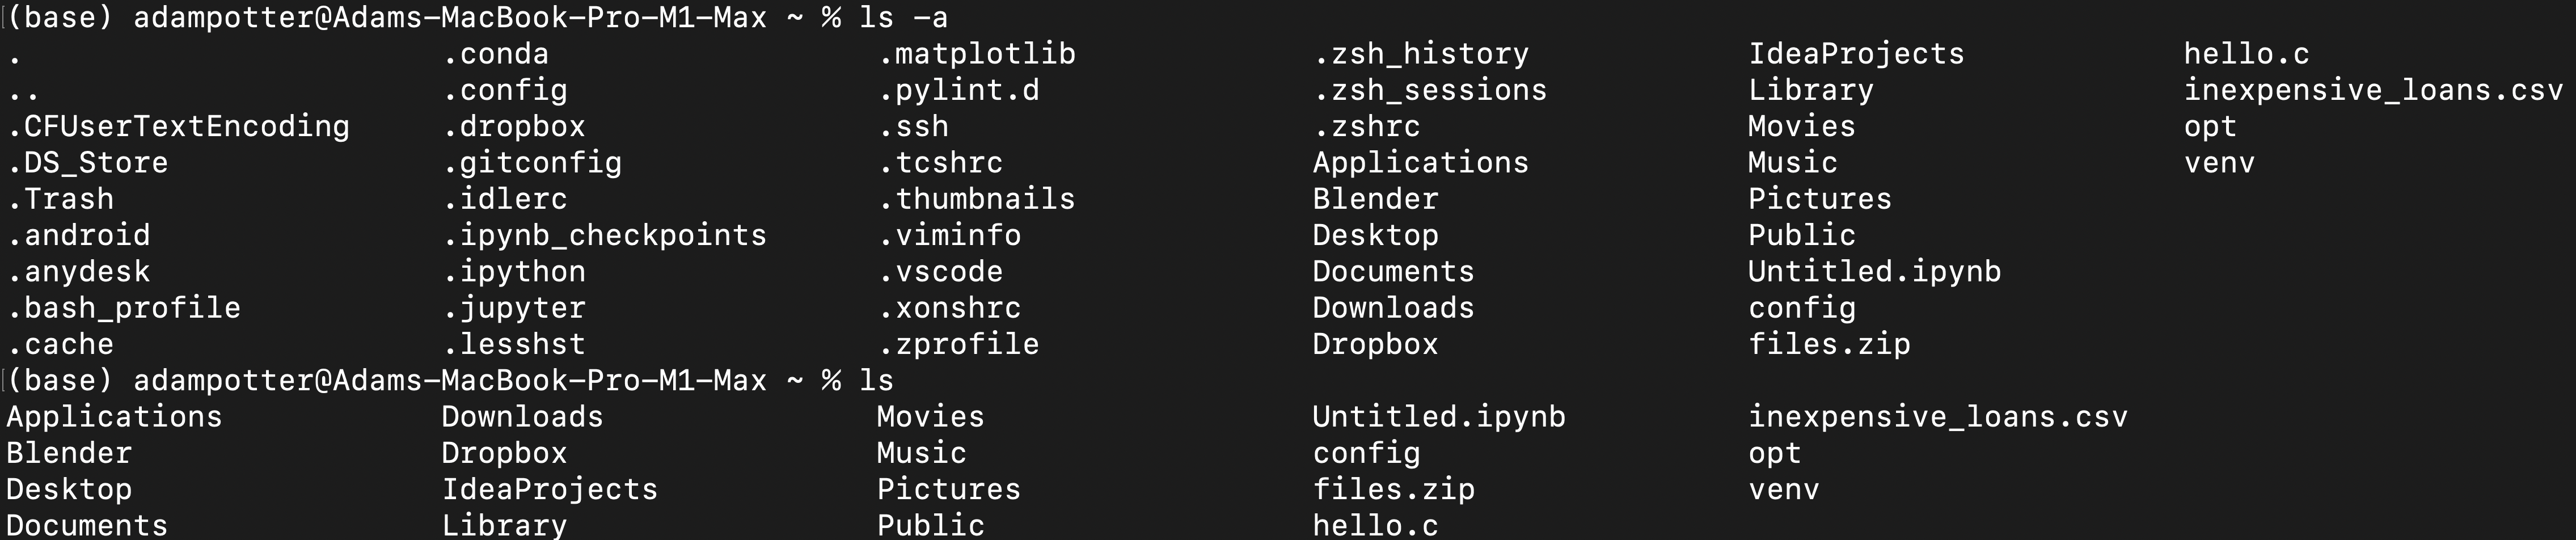 (base) adampotter@Adams-MacBook-Pro-M1-Max ~ % ls -a
. .conda .matplotlib .zsh_history IdeaProjects hello.c
.. .config .pylint.d .zsh_sessions Library inexpensive_loans.csv
.CFUserTextEncoding .dropbox .ssh .zshrc Movies opt
.DS_Store .gitconfig .tcshrc Applications Music venv
.Trash .idlerc .thumbnails Blender Pictures
.android .ipynb_checkpoints .viminfo Desktop Public
.anydesk .ipython .vscode Documents Untitled.ipynb
.bash_profile .jupyter .xonshrc Downloads config
.cache .lesshst .zprofile Dropbox files.zip
(base) adampotter@Adams-MacBook-Pro-M1-Max ~ % ls
Applications Downloads Movies Untitled.ipynb inexpensive_loans.csv
Blender Dropbox Music config opt
Desktop IdeaProjects Pictures files.zip venv
Documents Library Public hello.c